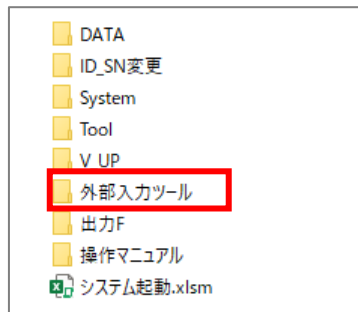 DATA
ID_SN変更
System
Tool
V_UP
外部入力ツール
出力F
操作マニュアル
システム起動.xlsm